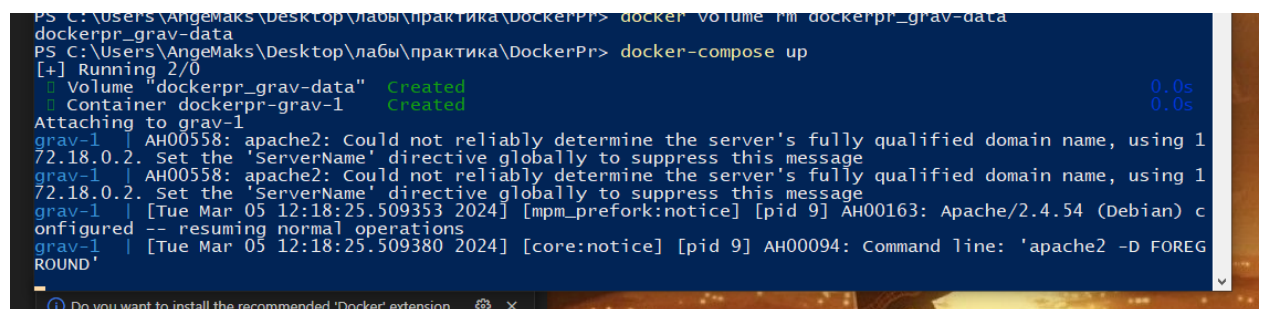 PS C:\Users\AngeMaks\Desktop\лабы\практика\DockerPr> docker volume rm dockerpr_grav-data
dockerpr_grav-data
PS C:\Users\AngeMaks\Desktop\лабы\практика\DockerPr> docker-compose up
[+] Running 2/0
Volume "dockerpr_grav-data" Created 0.0s
Container dockerpr-grav-1 Created 0.0s
Attaching to grav-1
grav-1 | AH00558: apache2: Could not reliably determine the server's fully qualified domain name, using 1
72.18.0.2. Set the 'ServerName' directive globally to suppress this message
grav-1 | AH00558: apache2: Could not reliably determine the server's fully qualified domain name, using 1
72.18.0.2. Set the 'ServerName' directive globally to suppress this message
grav-1 | [Tue Mar 05 12:18:25.509353 2024] [mpm_prefork:notice] [pid 9] AH00163: Apache/2.4.54 (Debian) c
onfigured -- resuming normal operations
grav-1 | [Tue Mar 05 12:18:25.509380 2024] [core:notice] [pid 9] AH00094: Command line: 'apache2 -D FOREG
ROUND'
Do you want to install the recommended 'Docker' extension